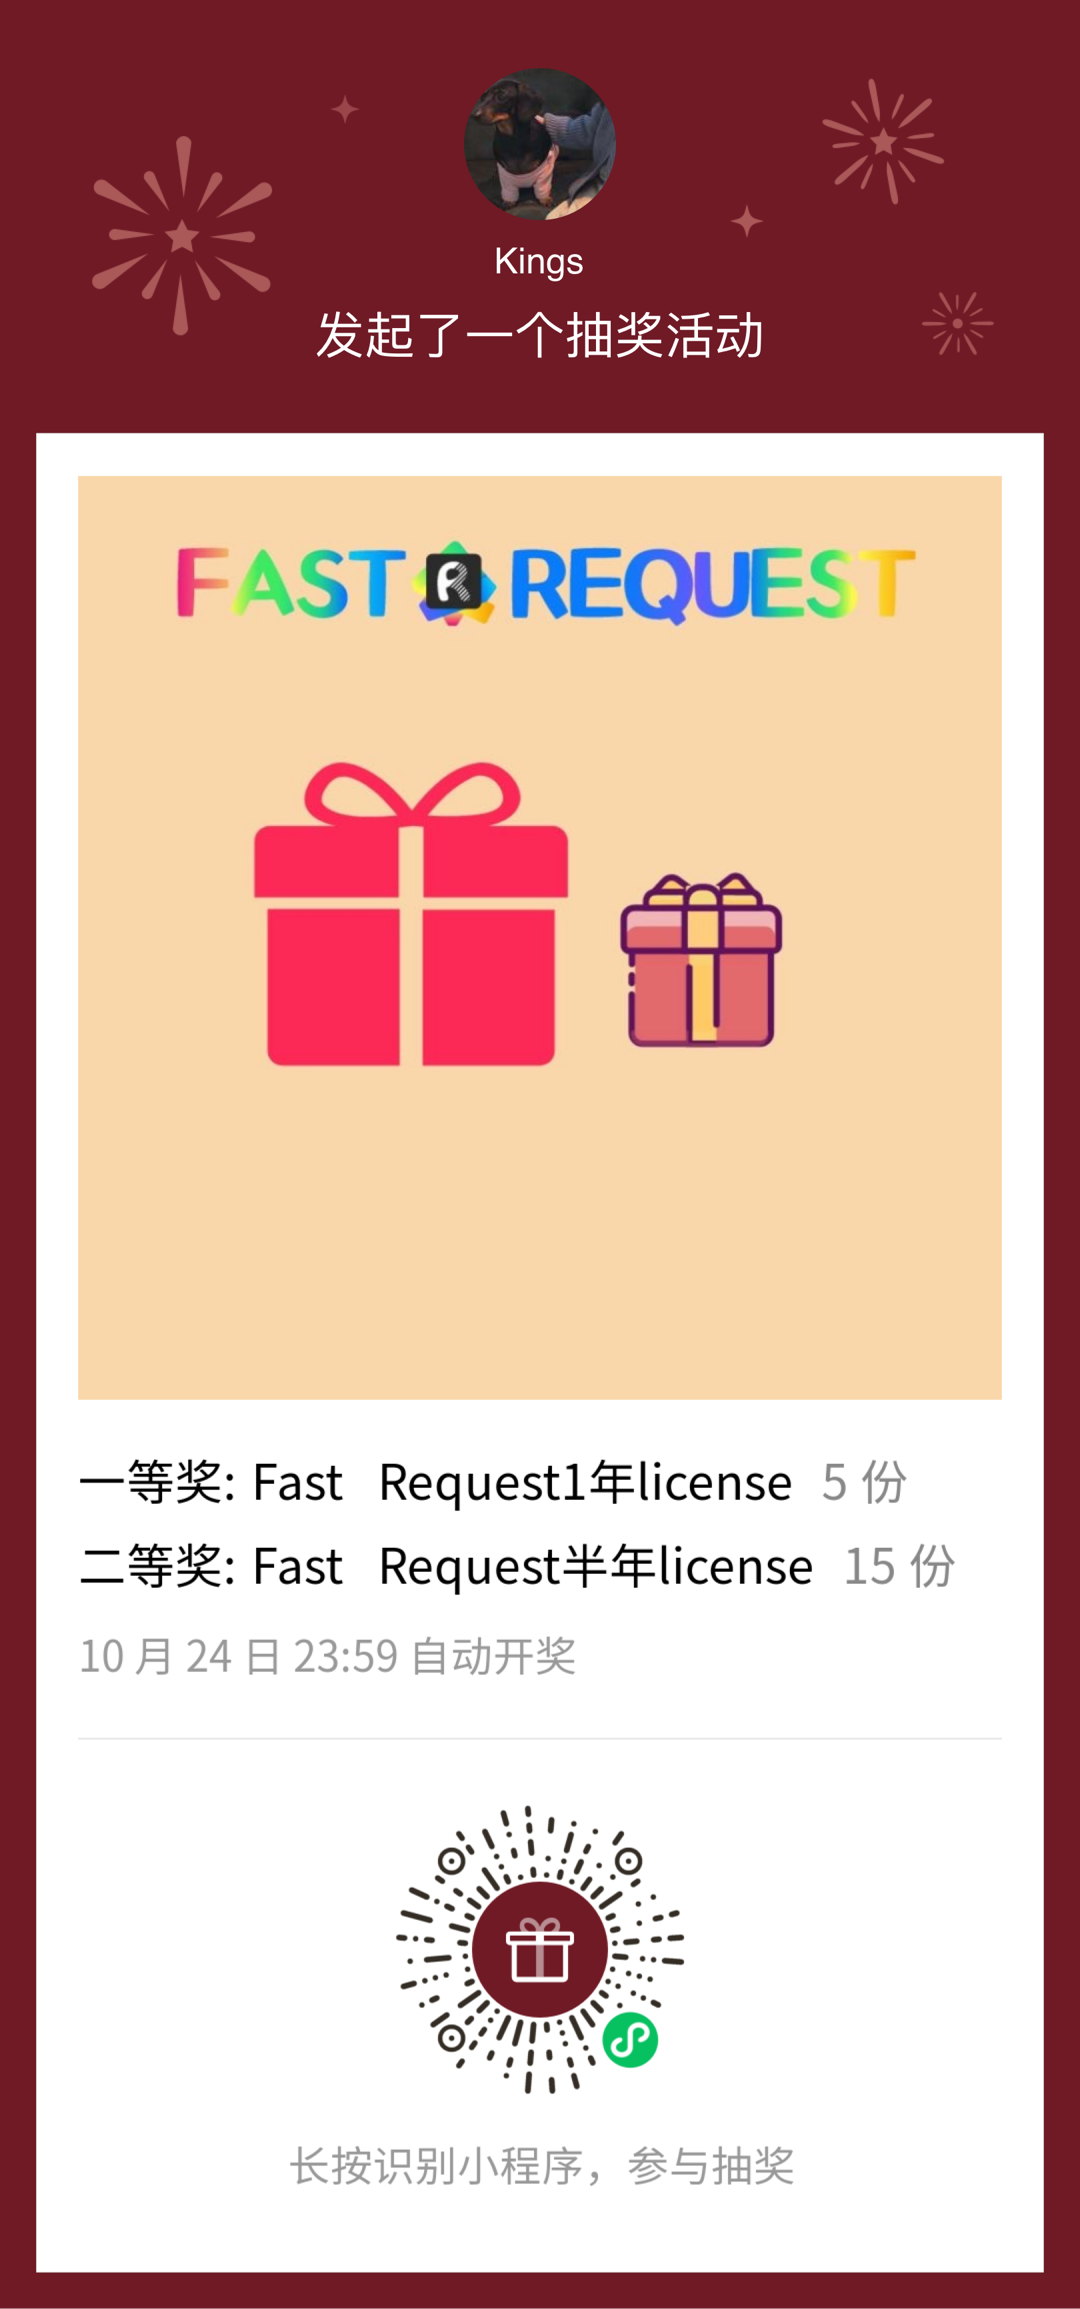 Kings
发起了一个抽奖活动
FAST REQUEST
一等奖: Fast Request1年license 5 份
二等奖: Fast Request半年license 15 份
10 月 24 日 23:59 自动开奖
长按识别小程序，参与抽奖